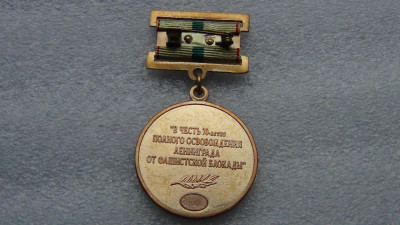 "В ЧЕСТЬ 70-летия
ПОЛНОГО ОСВОБОЖДЕНИЯ
ЛЕНИНГРАДА
ОТ ФАШИСТСКОЙ БЛОКАДЫ"